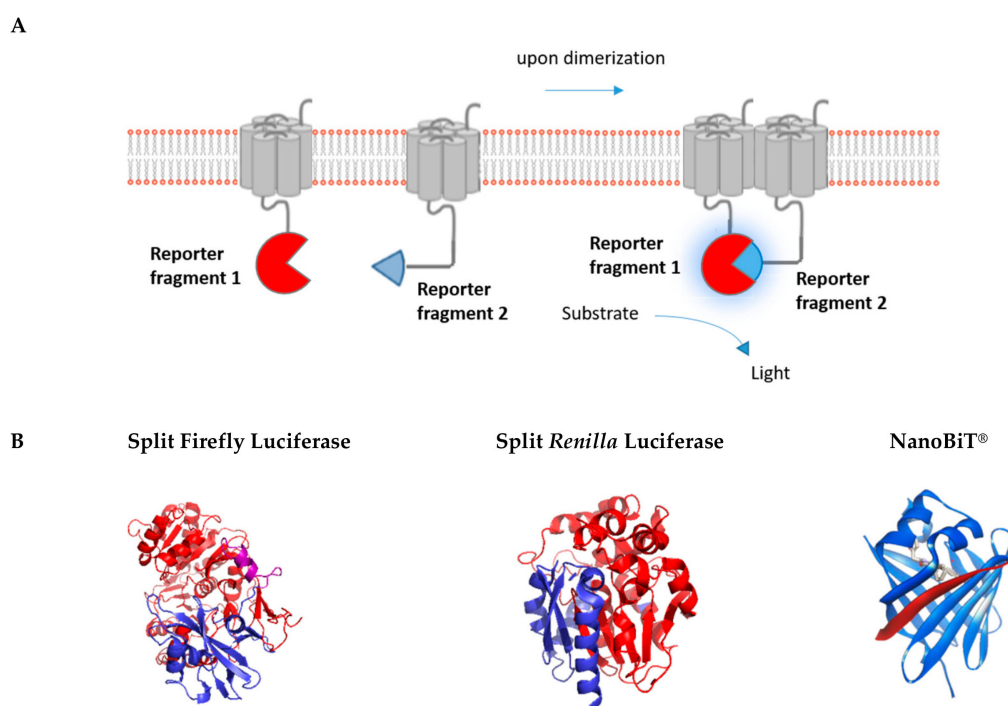 A
upon dimerization
Reporter
fragment 1
Reporter
fragment 2
Reporter
fragment 1
Reporter
fragment 2
Substrate
Light
B
Split Firefly Luciferase
Split Renilla Luciferase
NanoBiT®